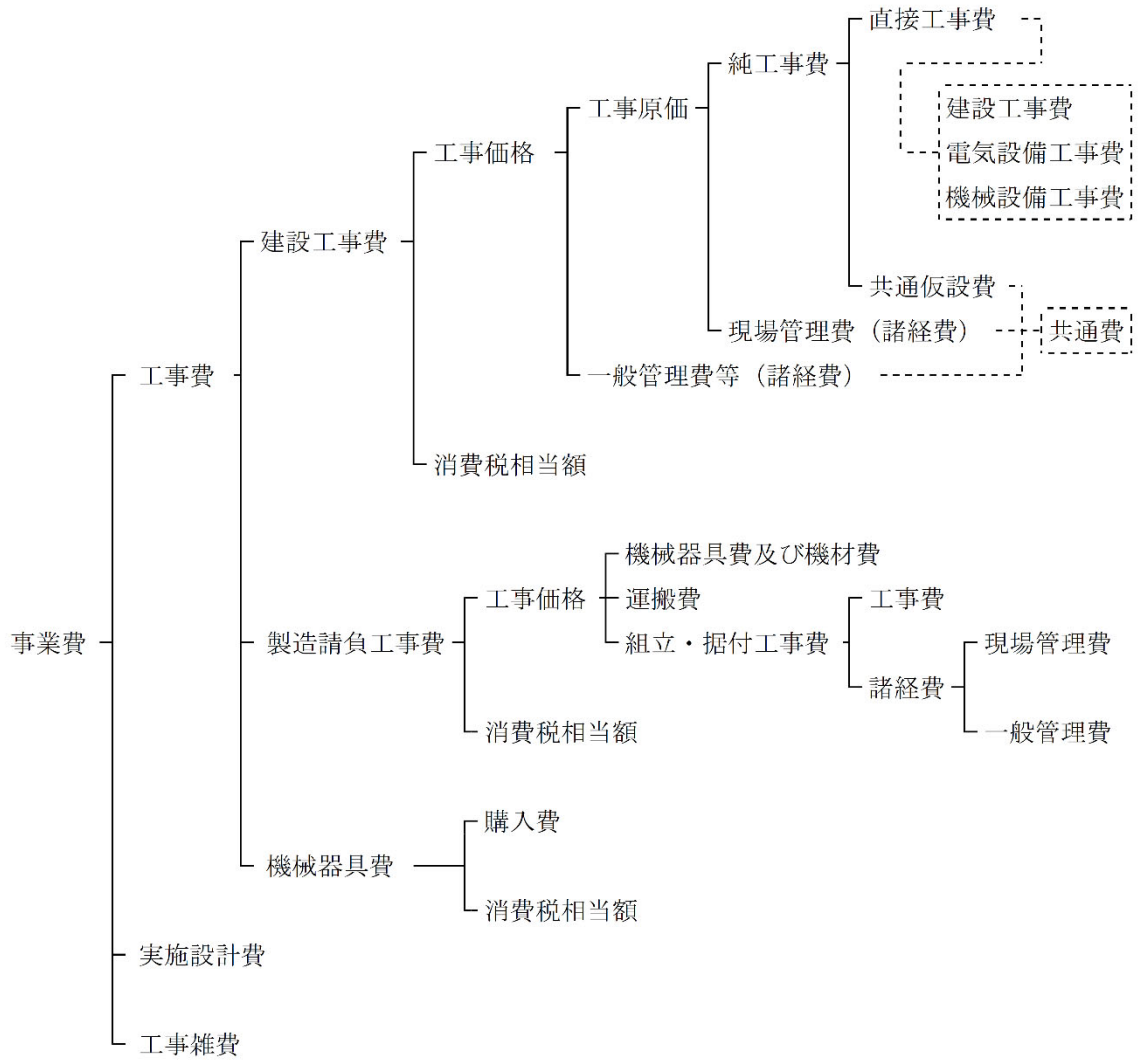 直接工事費
純工事費
建設工事費
工事原価
工事価格
電気設備工事費
機械設備工事費
建設工事費
共通仮設費
現場管理費（諸経費）
共通費
工事費
一般管理費等（諸経費）
消費税相当額
機械器具費及び機材費
工事価格
運搬費
工事費
事業費
製造請負工事費
組立・据付工事費
現場管理費
諸経費
消費税相当額
一般管理費
購入費
機械器具費
消費税相当額
実施設計費
工事雑費